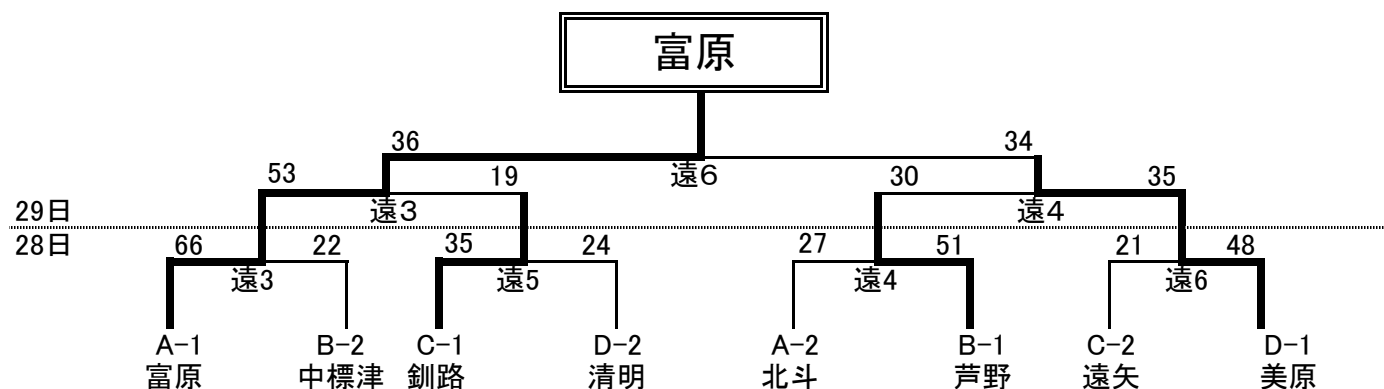 富原
36 34
遠6
53 19 30 35
遠3 遠4
29日
28日
66 22 35 24 27 51 21 48
遠3 遠5 遠4 遠6
A-1 B-2 C-1 D-2 A-2 B-1 C-2 D-1
富原 中標津 釧路 清明 北斗 芦野 遠矢 美原